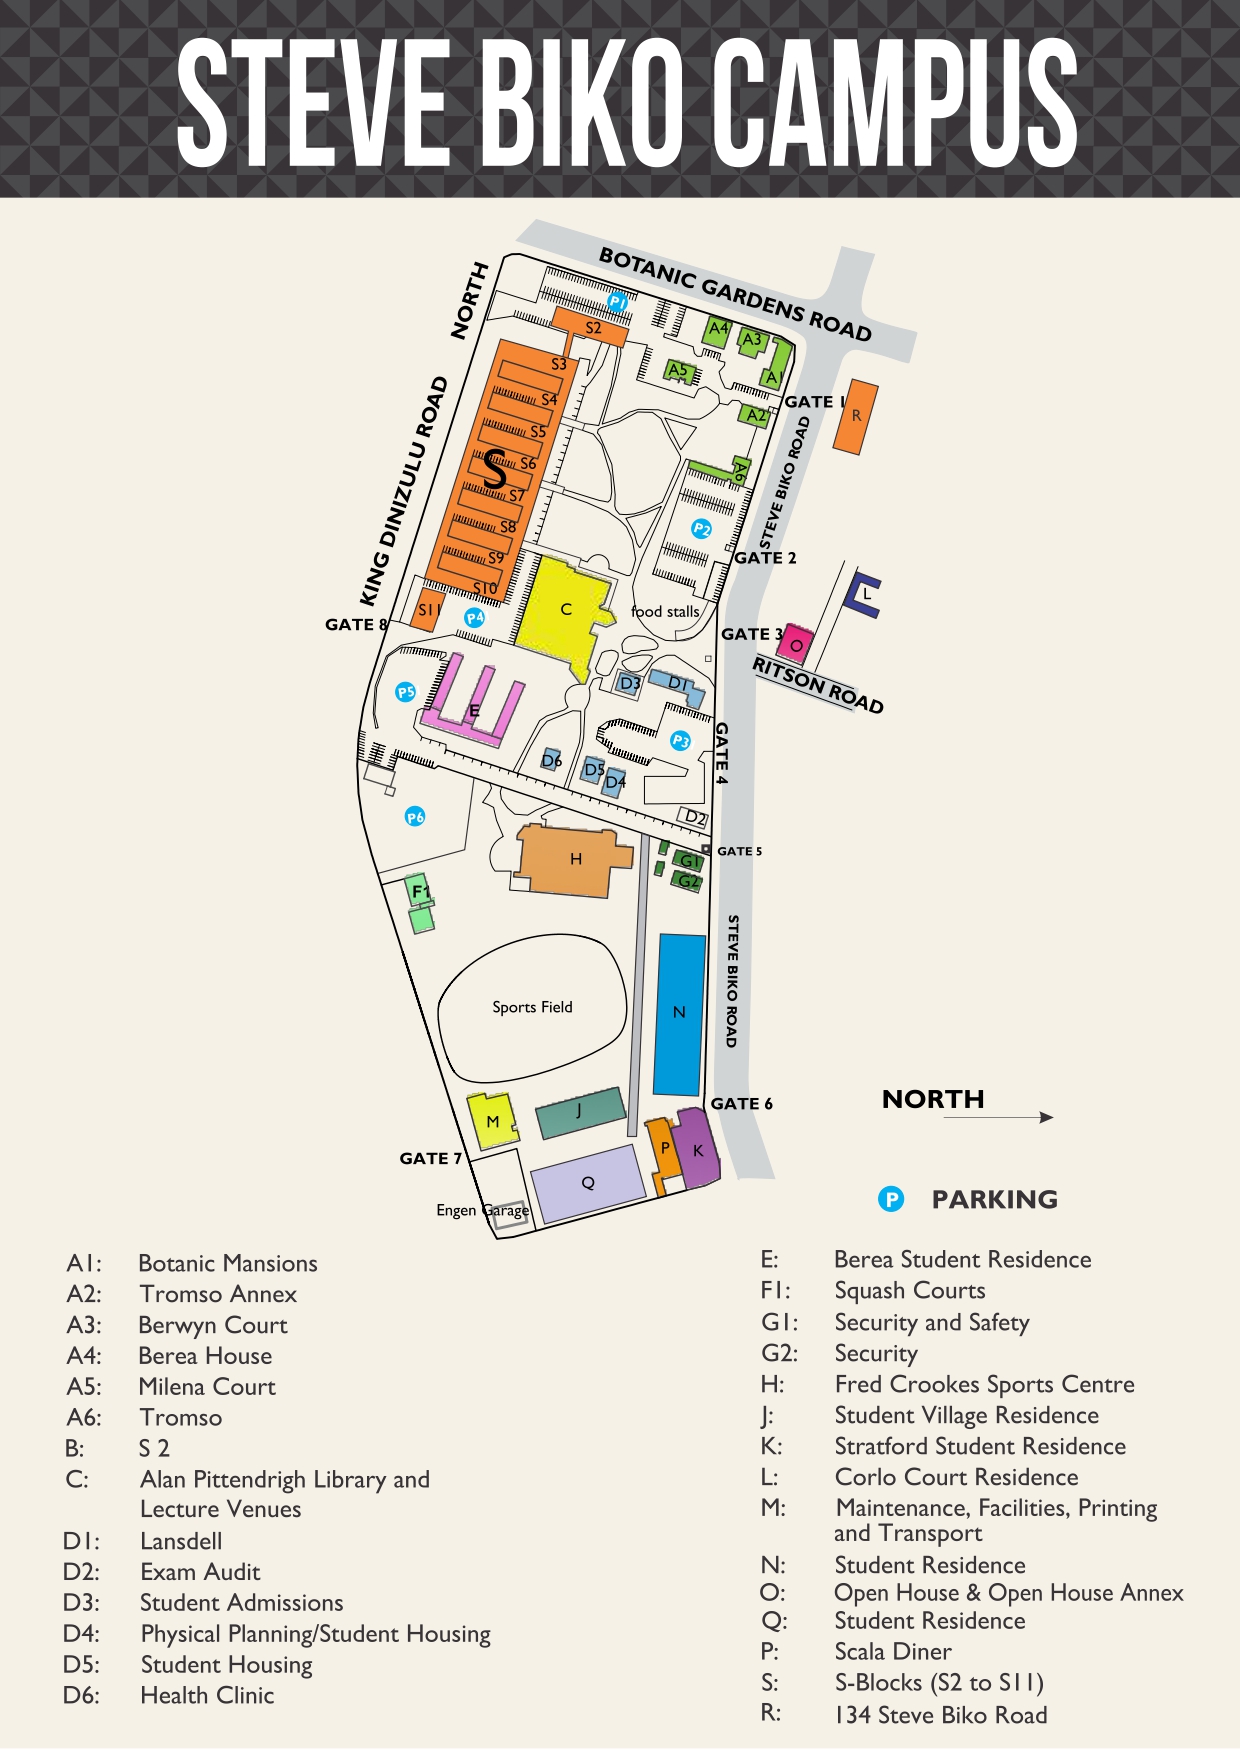 STEVE BIKO CAMPUS
BOTANIC GARDENS ROAD
KING DINIZULU ROAD
NORTH
P1
S2
A4
A3
S3
A5
A1
S4
GATE 1
R
A2
S5
STEVE BIKO ROAD
S6
A6
S
S7
S8
P2
S9
GATE 2
S10
L
S11
C
food stalls
P4
GATE 8
GATE 3
O
RITSON ROAD
P5
D3
D1
E
P3
GATE 4
D6
D5
D4
P6
D2
GATE 5
H
G1
G2
F1
STEVE BIKO ROAD
Sports Field
N
NORTH
GATE 6
J
M
P
K
GATE 7
Q
Engen Garage
P PARKING
A1: Botanic Mansions
A2: Tromso Annex
A3: Berwyn Court
A4: Berea House
A5: Milena Court
A6: Tromso
B: S 2
C: Alan Pittendrigh Library and
Lecture Venues
D1: Lansdell
D2: Exam Audit
D3: Student Admissions
D4: Physical Planning/Student Housing
D5: Student Housing
D6: Health Clinic
E: Berea Student Residence
F1: Squash Courts
G1: Security and Safety
G2: Security
H: Fred Crookes Sports Centre
J: Student Village Residence
K: Stratford Student Residence
L: Corlo Court Residence
M: Maintenance, Facilities, Printing
and Transport
N: Student Residence
O: Open House & Open House Annex
Q: Student Residence
P: Scala Diner
S: S-Blocks (S2 to S11)
R: 134 Steve Biko Road